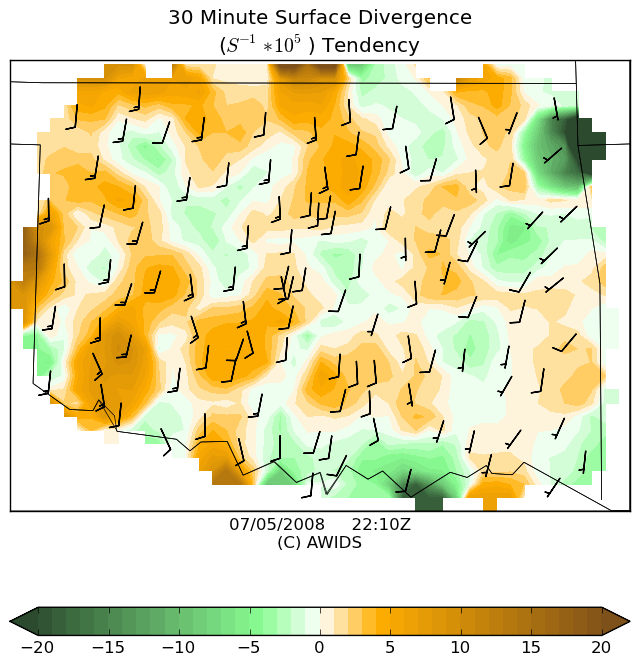 30 Minute Surface Divergence
(S⁻¹ * 10⁵ ) Tendency
07/05/2008 22:10Z
(C) AWIDS
−20 −15 −10 −5 0 5 10 15 20